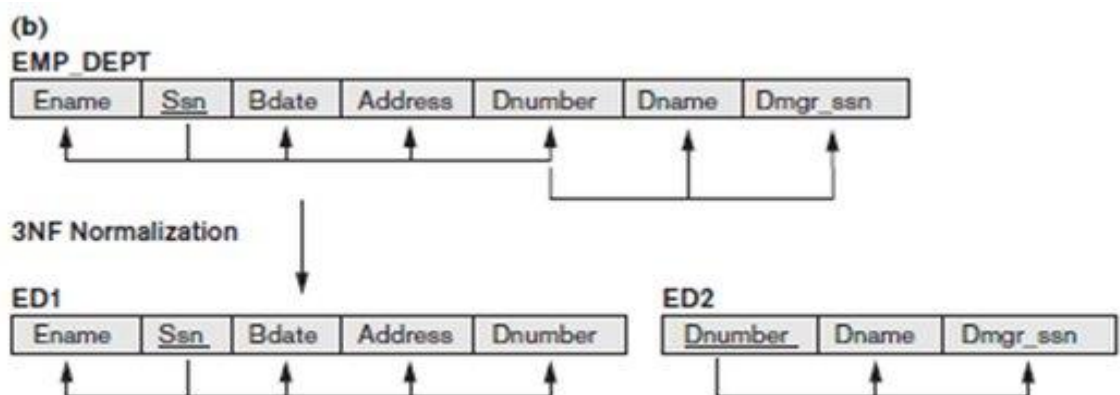 (b)
EMP_DEPT
Ename Ssn Bdate Address Dnumber Dname Dmgr_ssn
3NF Normalization
ED1 ED2
Ename Ssn Bdate Address Dnumber Dnumber Dname Dmgr_ssn